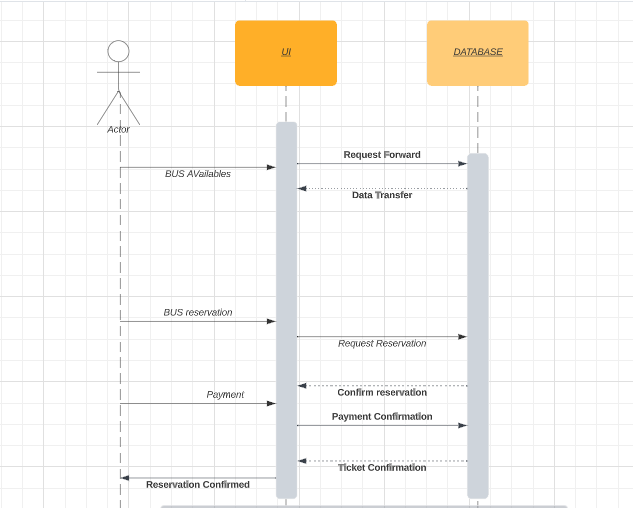 UI
DATABASE
Actor
Request Forward
BUS AVailables
Data Transfer
BUS reservation
Request Reservation
Confirm reservation
Payment
Payment Confirmation
Ticket Confirmation
Reservation Confirmed